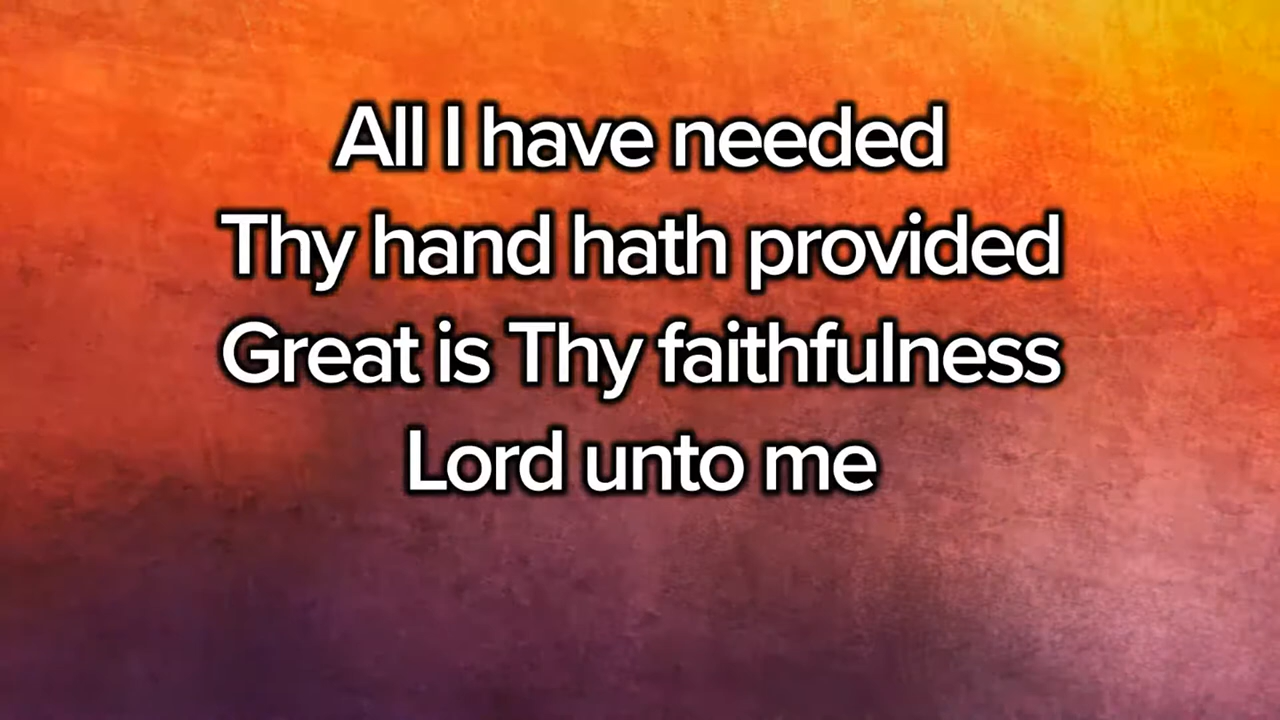 All I have needed
Thy hand hath provided
Great is Thy faithfulness
Lord unto me